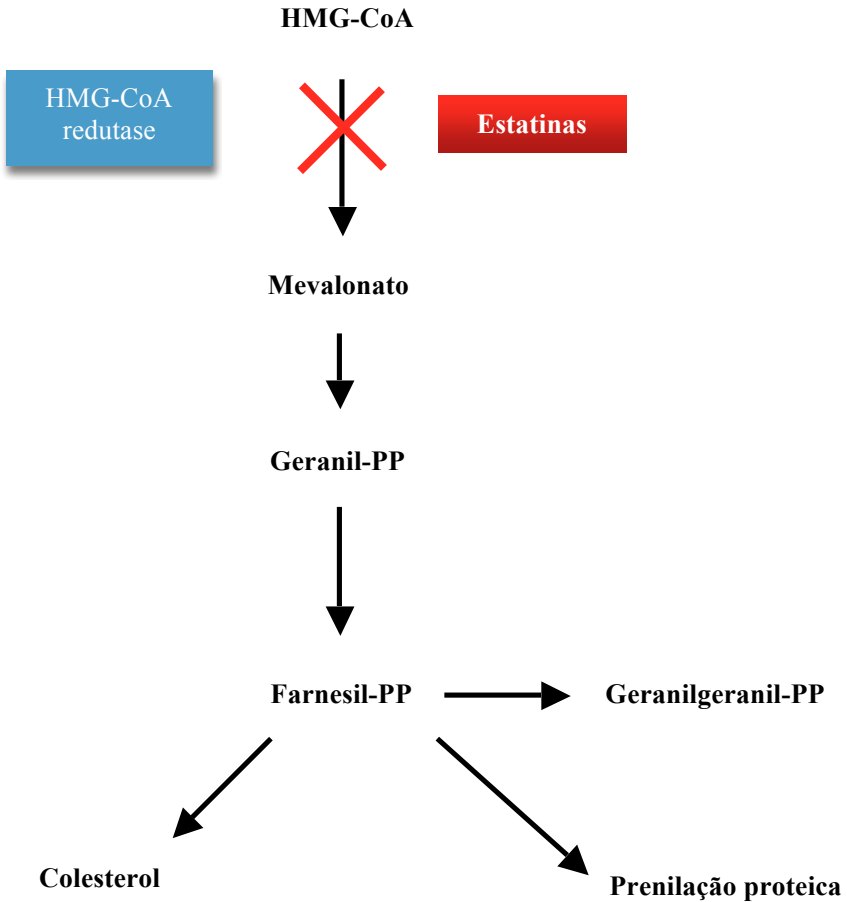 HMG-CoA
HMG-CoA
redutase
Estatinas
Mevalonato
Geranil-PP
Farnesil-PP
Geranilgeranil-PP
Colesterol
Prenilação proteica